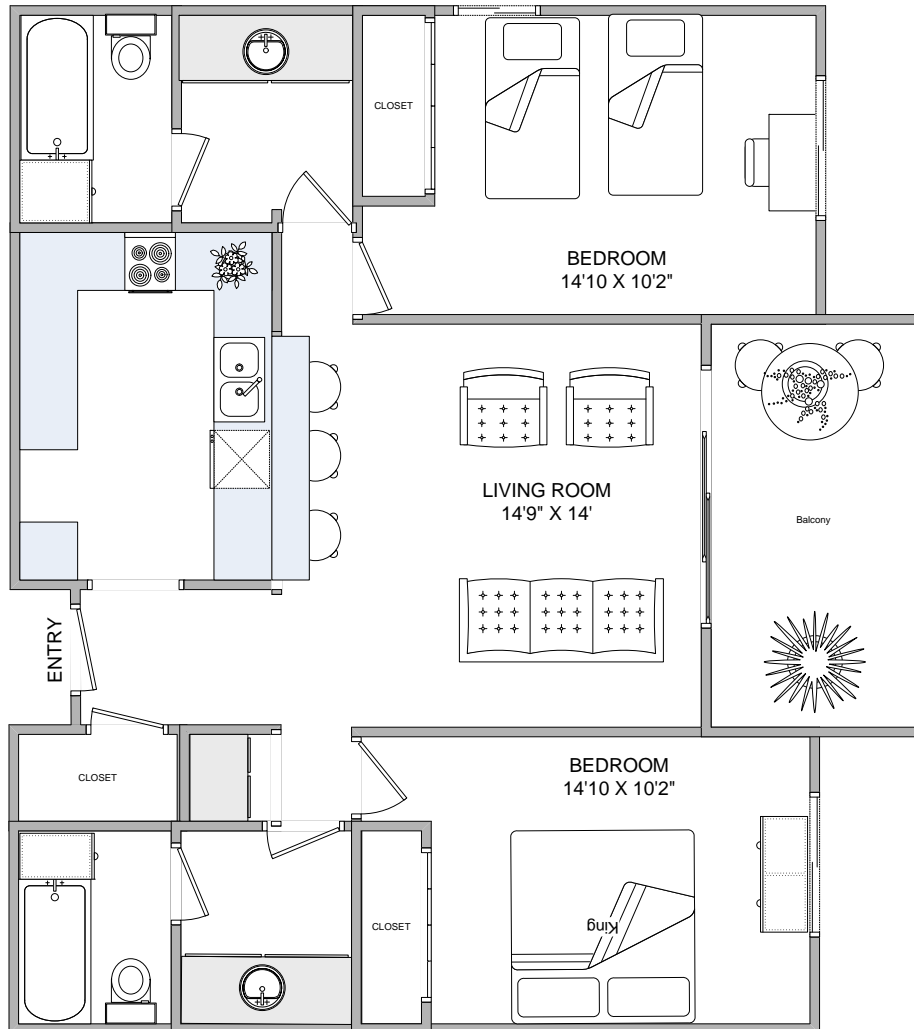 CLOSET
BEDROOM
14'10 X 10'2"
LIVING ROOM
14'9" X 14'
Balcony
ENTRY
CLOSET
BEDROOM
14'10 X 10'2"
CLOSET
King